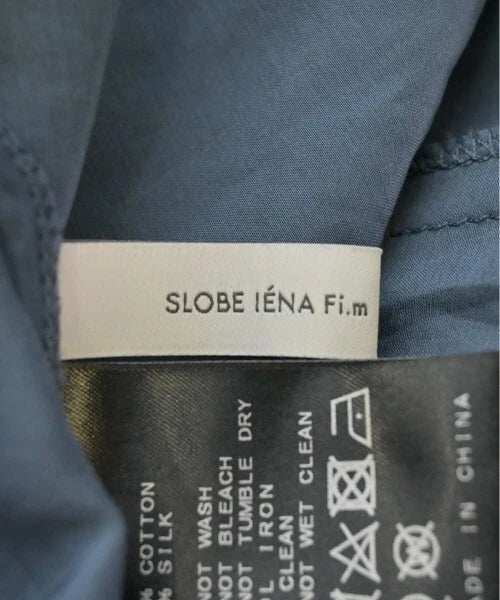 SLOBE IÉNA Fi.m
% COTTON
% SILK
NOT WASH
NOT BLEACH
NOT TUMBLE DRY
L IRON
CLEAN
NOT WET CLEAN
ADE IN CHINA